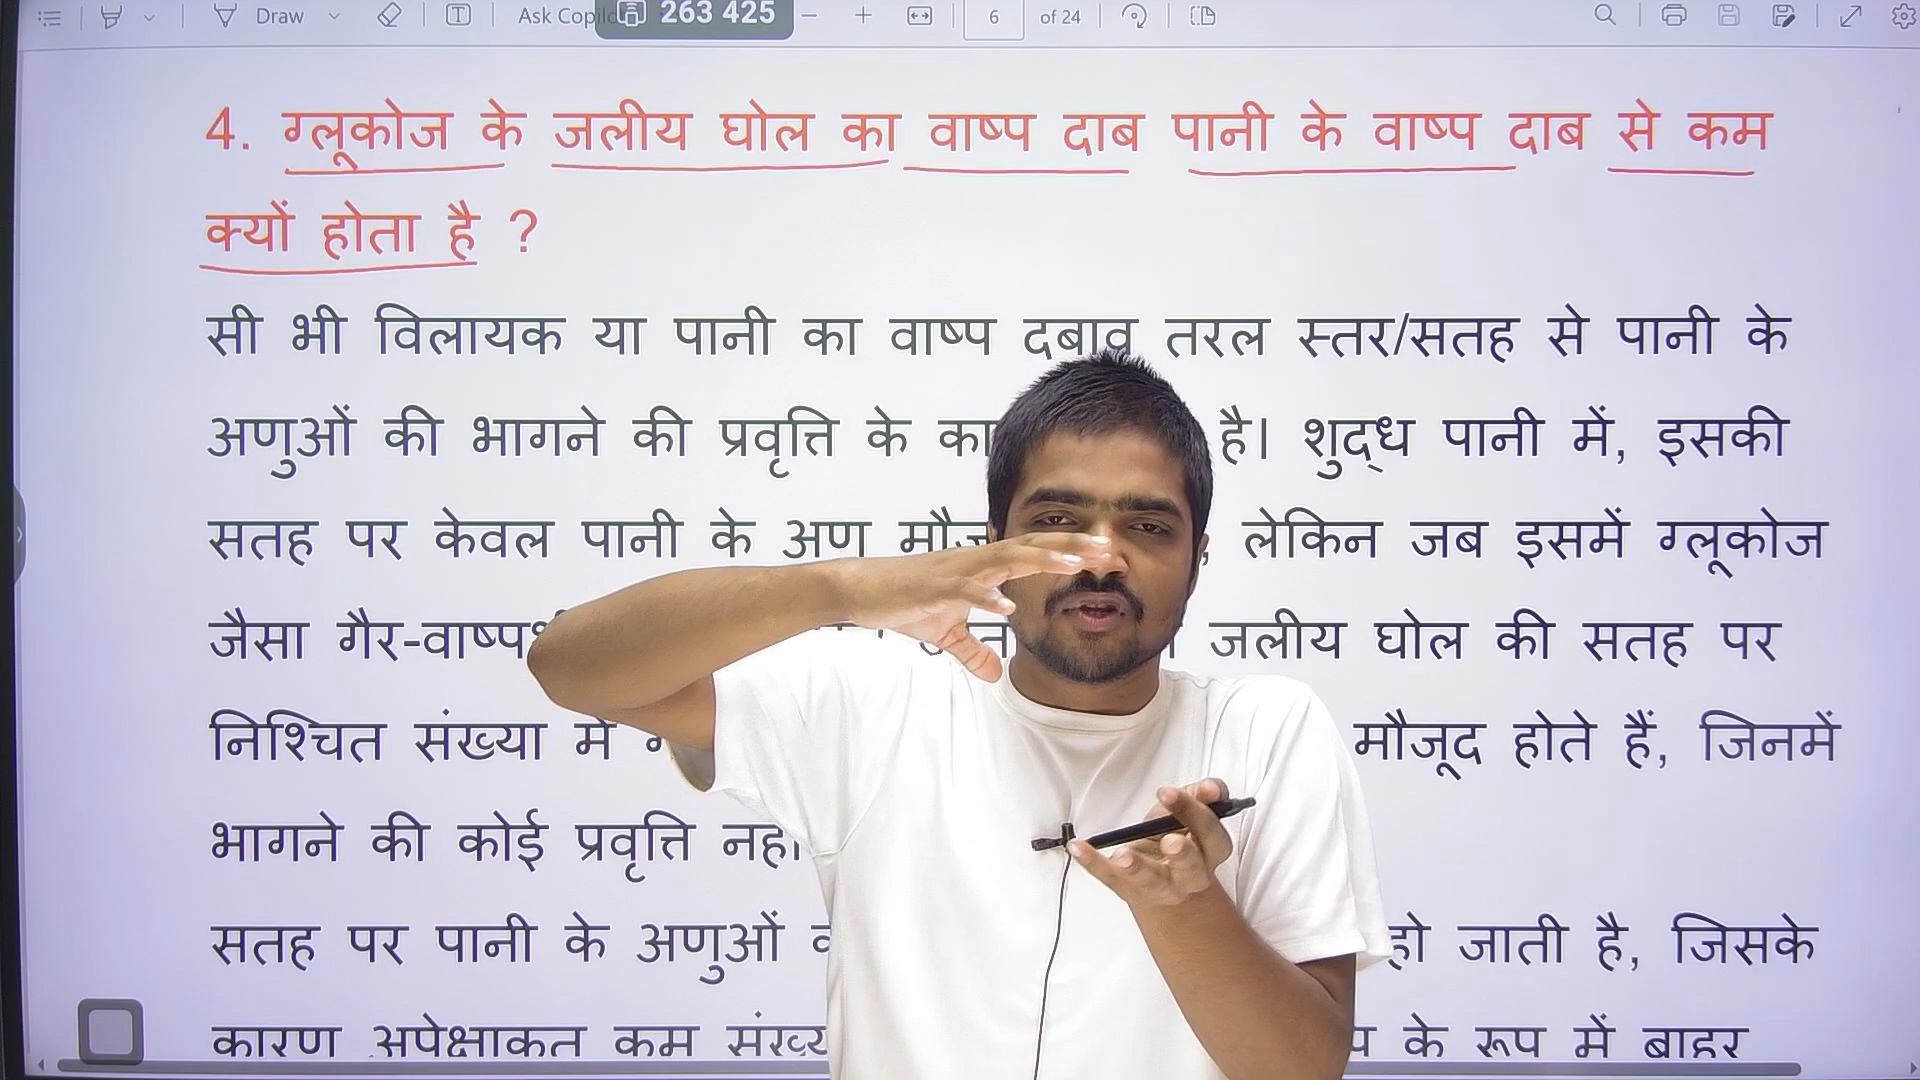 Draw Ask Copil 263 425 6 of 24
4. ग्लूकोज के जलीय घोल का वाष्प दाब पानी के वाष्प दाब से कम
क्यों होता है ?
सी भी विलायक या पानी का वाष्प दबाव तरल स्तर/सतह से पानी के
अणुओं की भागने की प्रवृत्ति के है। शुद्ध पानी में, इसकी
सतह पर केवल पानी के लेकिन जब इसमें ग्लूकोज
जैसा जलीय घोल की सतह पर
निश्चित संख्या में मौजूद होते हैं, जिनमें
भागने की कोई प्रवृत्ति
सतह पर पानी के अणुओं हो जाती है, जिसके
कारण कम के रूप में बाहर